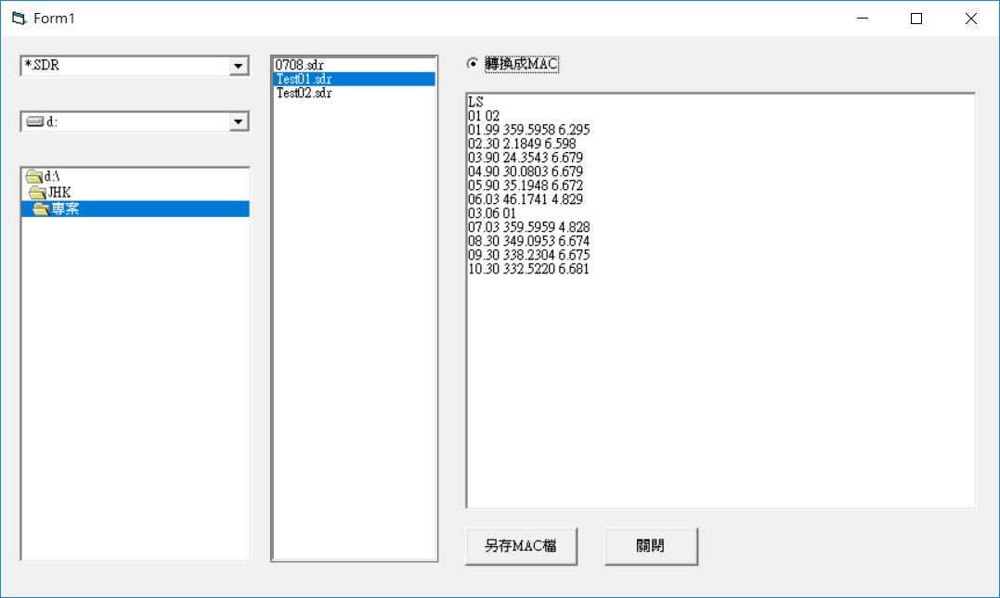 Form1
*.SDR
d:
d:\
JHK
專案
0708.sdr
Test01.sdr
Test02.sdr
轉換成MAC
LS
01 02
01.99 359.5958 6.295
02.30 2.1849 6.598
03.90 24.3543 6.679
04.90 30.0803 6.679
05.90 35.1948 6.672
06.03 46.1741 4.829
03.06 01
07.03 359.5959 4.828
08.30 349.0953 6.674
09.30 338.2304 6.675
10.30 332.5220 6.681
另存MAC檔
關閉